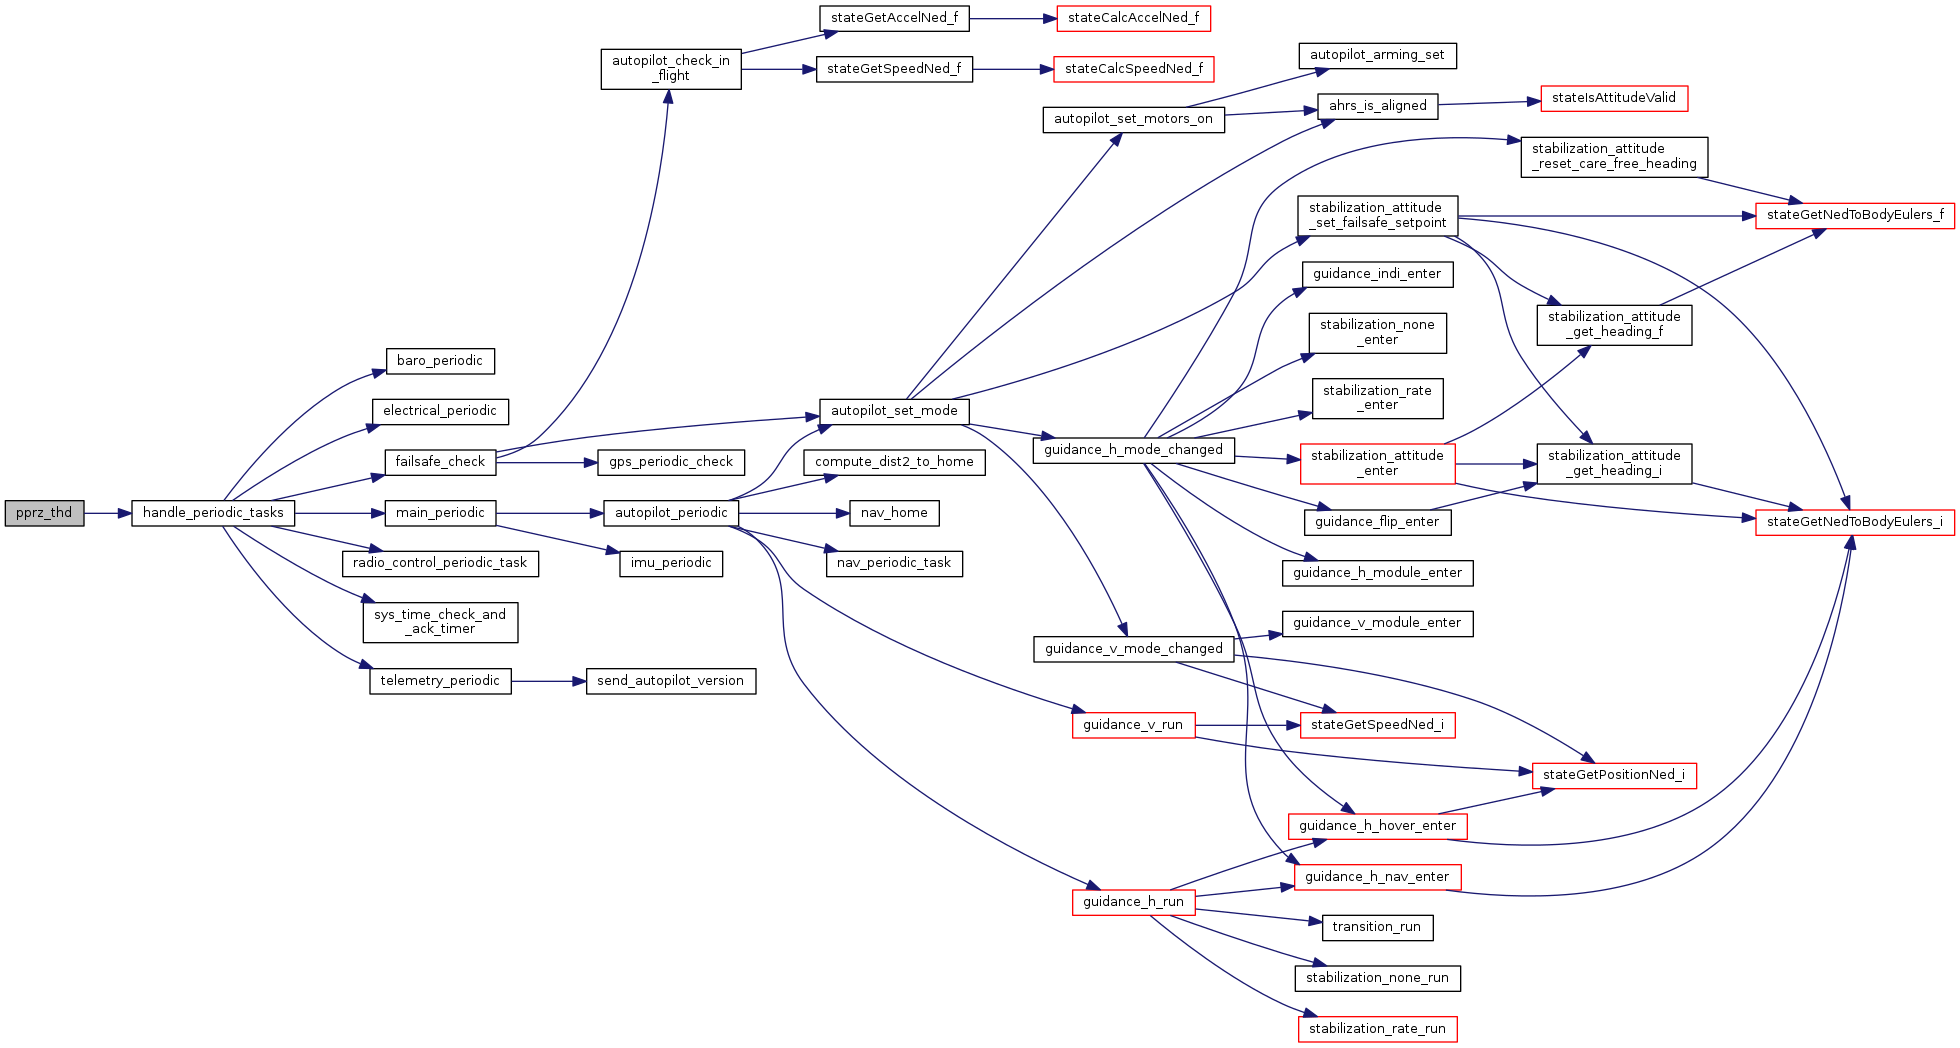 pprz_thd
handle_periodic_tasks
baro_periodic
electrical_periodic
failsafe_check
main_periodic
radio_control_periodic_task
sys_time_check_and
_ack_timer
telemetry_periodic
autopilot_check_in
_flight
gps_periodic_check
autopilot_periodic
imu_periodic
send_autopilot_version
stateGetAccelNed_f
stateGetSpeedNed_f
autopilot_set_mode
compute_dist2_to_home
nav_home
nav_periodic_task
stateCalcAccelNed_f
stateCalcSpeedNed_f
autopilot_set_motors_on
guidance_h_mode_changed
guidance_v_mode_changed
guidance_v_run
guidance_h_run
autopilot_arming_set
ahrs_is_aligned
stabilization_attitude
_set_failsafe_setpoint
guidance_indi_enter
stabilization_none
_enter
stabilization_rate
_enter
stabilization_attitude
_enter
guidance_flip_enter
guidance_h_module_enter
guidance_v_module_enter
stateGetSpeedNed_i
guidance_h_hover_enter
guidance_h_nav_enter
transition_run
stabilization_none_run
stabilization_rate_run
stateIsAttitudeValid
stabilization_attitude
_reset_care_free_heading
stabilization_attitude
_get_heading_f
stabilization_attitude
_get_heading_i
stateGetPositionNed_i
stateGetNedToBodyEulers_f
stateGetNedToBodyEulers_i